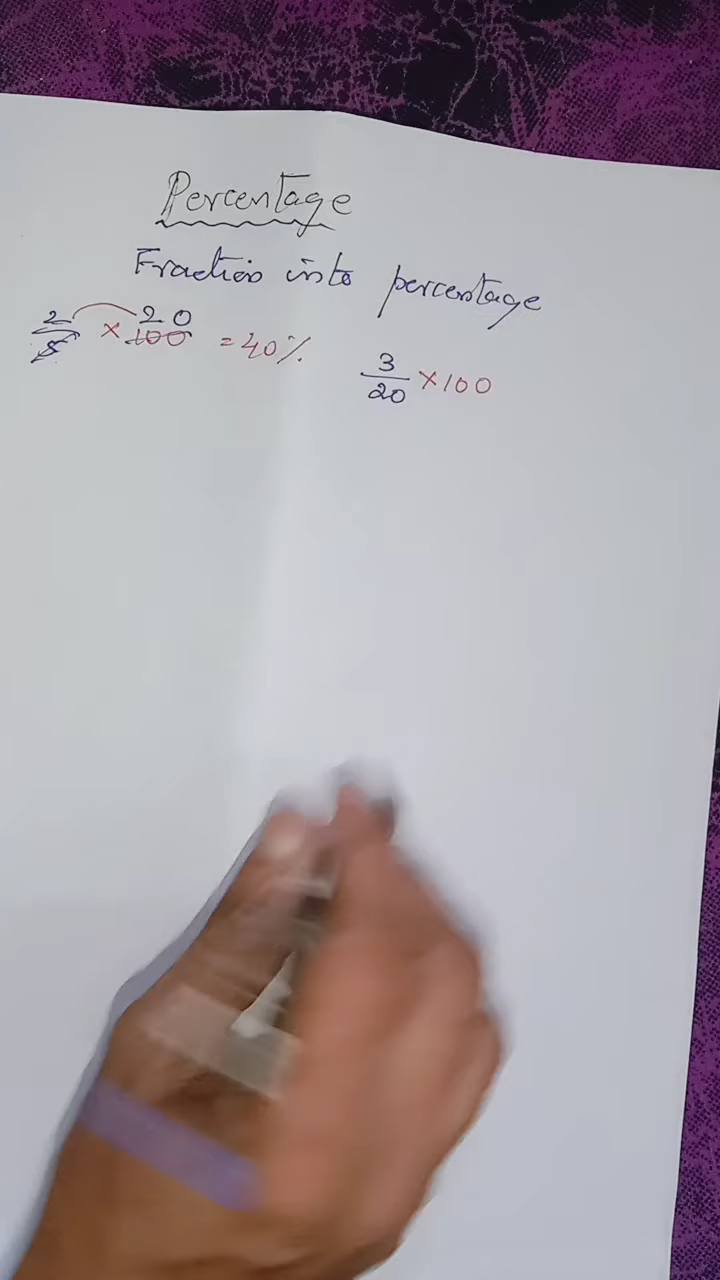 Percentage
Fraction into percentage
2/5 × 100 20 = 40%
3/20 × 100